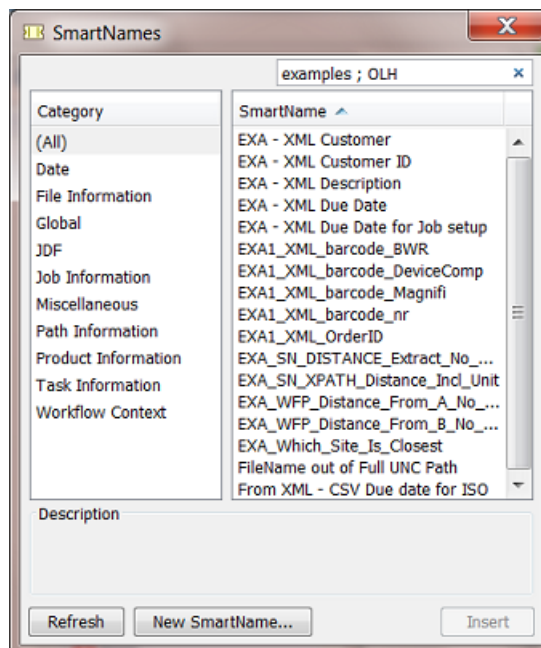 SmartNames
examples ; OLH
Category
(All)
Date
File Information
Global
JDF
Job Information
Miscellaneous
Path Information
Product Information
Task Information
Workflow Context
SmartName
EXA - XML Customer
EXA - XML Customer ID
EXA - XML Description
EXA - XML Due Date
EXA - XML Due Date for Job setup
EXA1_XML_barcode_BWR
EXA1_XML_barcode_DeviceComp
EXA1_XML_barcode_Magnifi
EXA1_XML_barcode_nr
EXA1_XML_OrderID
EXA_SN_DISTANCE_Extract_No_...
EXA_SN_XPATH_Distance_Incl_Unit
EXA_WFP_Distance_From_A_No_...
EXA_WFP_Distance_From_B_No_...
EXA_Which_Site_Is_Closest
FileName out of Full UNC Path
From XML - CSV Due date for ISO
Description
Refresh
New SmartName...
Insert